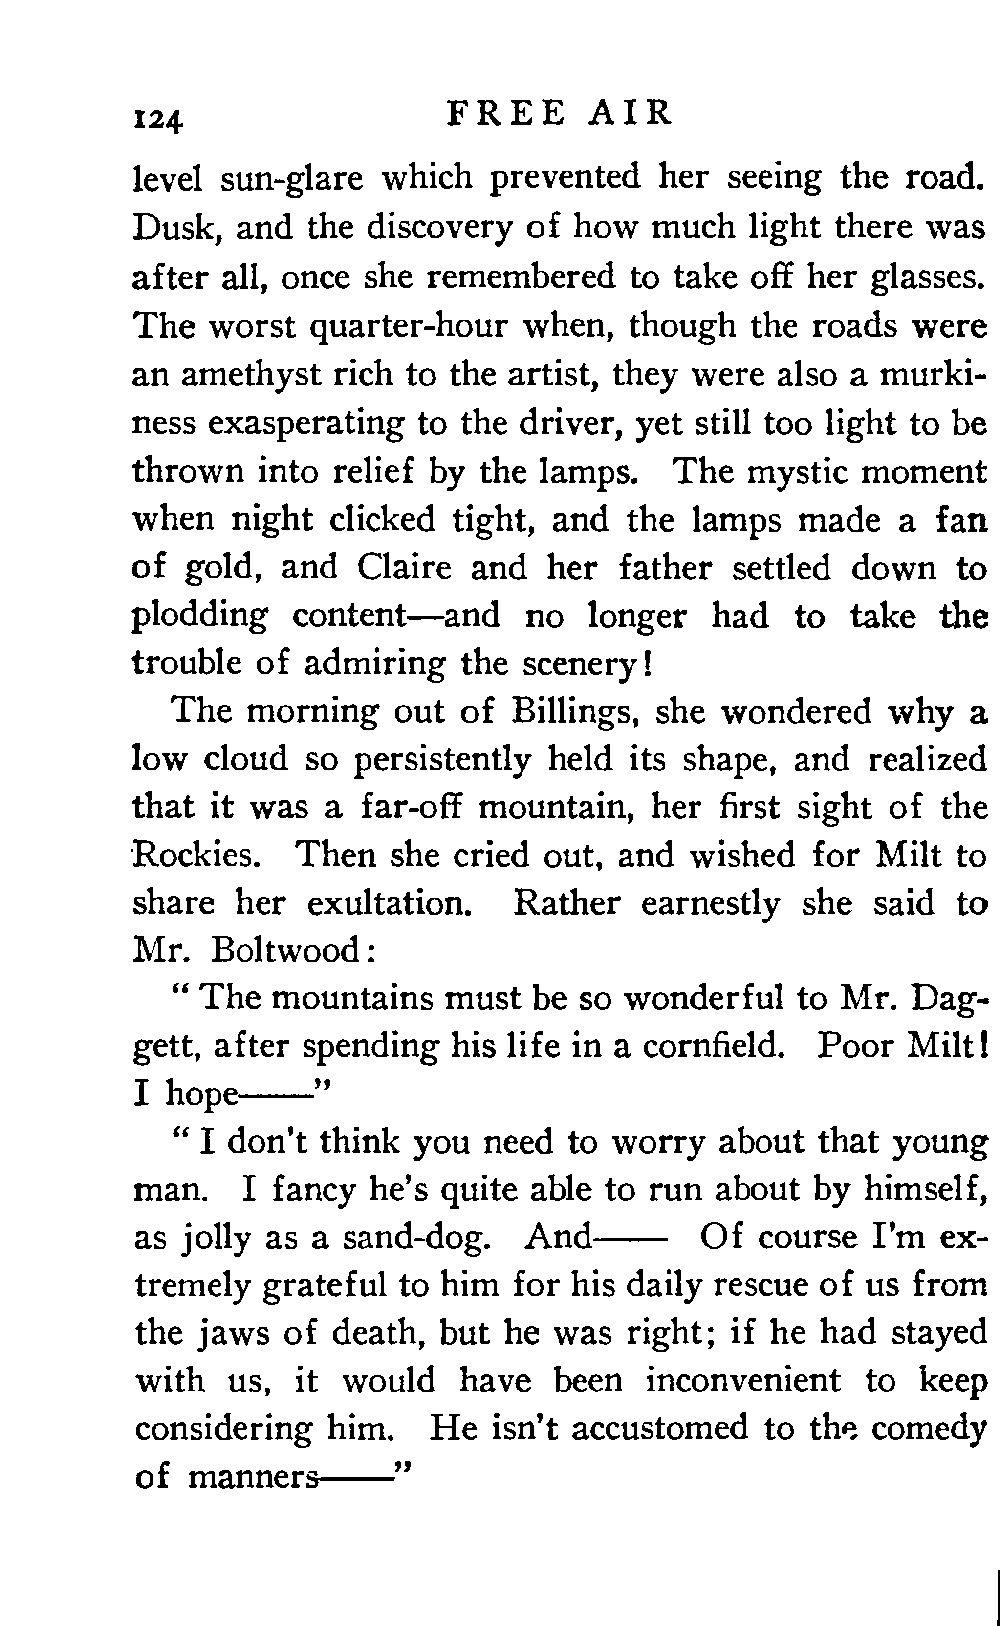 124 FREE AIR
level sun-glare which prevented her seeing the road.
Dusk, and the discovery of how much light there was
after all, once she remembered to take off her glasses.
The worst quarter-hour when, though the roads were
an amethyst rich to the artist, they were also a murki-
ness exasperating to the driver, yet still too light to be
thrown into relief by the lamps. The mystic moment
when night clicked tight, and the lamps made a fan
of gold, and Claire and her father settled down to
plodding content—and no longer had to take the
trouble of admiring the scenery!
The morning out of Billings, she wondered why a
low cloud so persistently held its shape, and realized
that it was a far-off mountain, her first sight of the
Rockies. Then she cried out, and wished for Milt to
share her exultation. Rather earnestly she said to
Mr. Boltwood:
“ The mountains must be so wonderful to Mr. Dag-
gett, after spending his life in a cornfield. Poor Milt!
I hope——”
“ I don't think you need to worry about that young
man. I fancy he's quite able to run about by himself,
as jolly as a sand-dog. And—— Of course I'm ex-
tremely grateful to him for his daily rescue of us from
the jaws of death, but he was right; if he had stayed
with us, it would have been inconvenient to keep
considering him. He isn't accustomed to the comedy
of manners——”